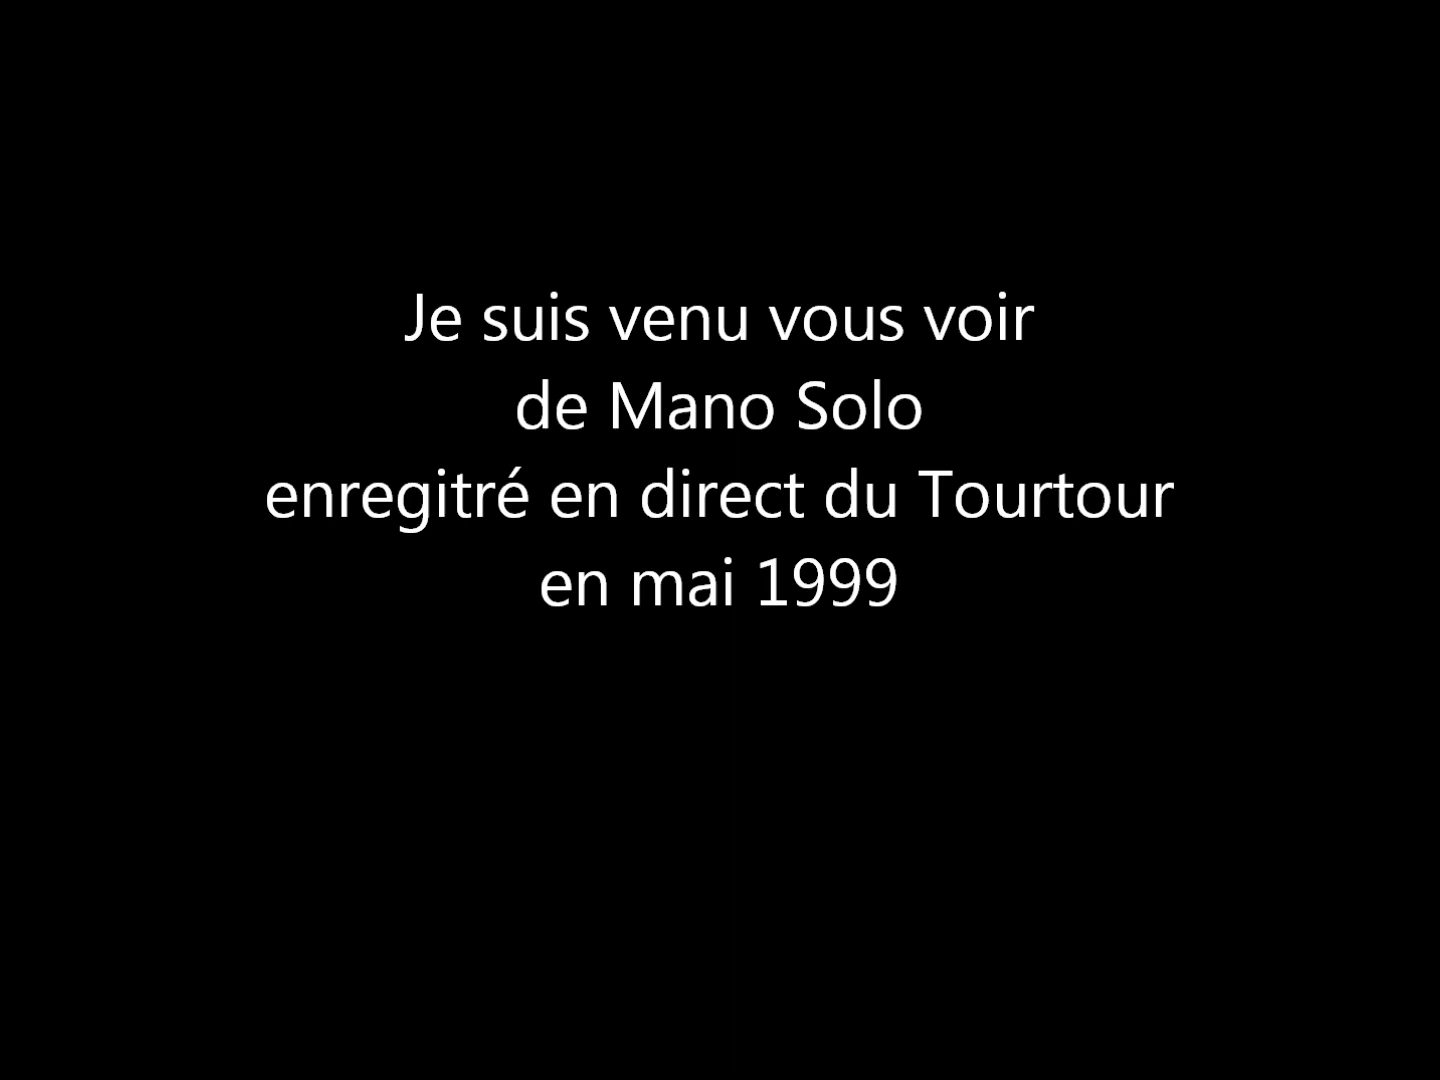 Je suis venu vous voir
de Mano Solo
enregitré en direct du Tourtour
en mai 1999